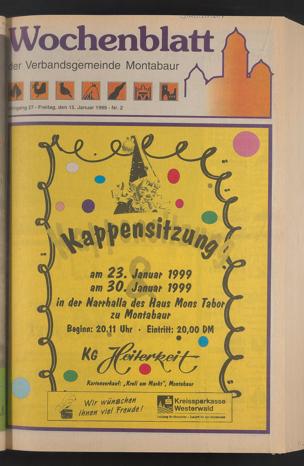 Wochenblatt
der Verbandsgemeinde Montabaur
Jahrgang 27 - Freitag, den 15. Januar 1999 - Nr. 2
Kappensitzung
am 23. Januar 1999
am 30. Januar 1999
in der Narrhalla des Haus Mons Tabor
zu Montabaur
Beginn: 20.11 Uhr · Eintritt: 20,00 DM
KG Heiterkeit
Kartenverkauf: „Kroll am Markt", Montabaur
Wir wünschen
Ihnen viel Freude!
Kreissparkasse
Westerwald